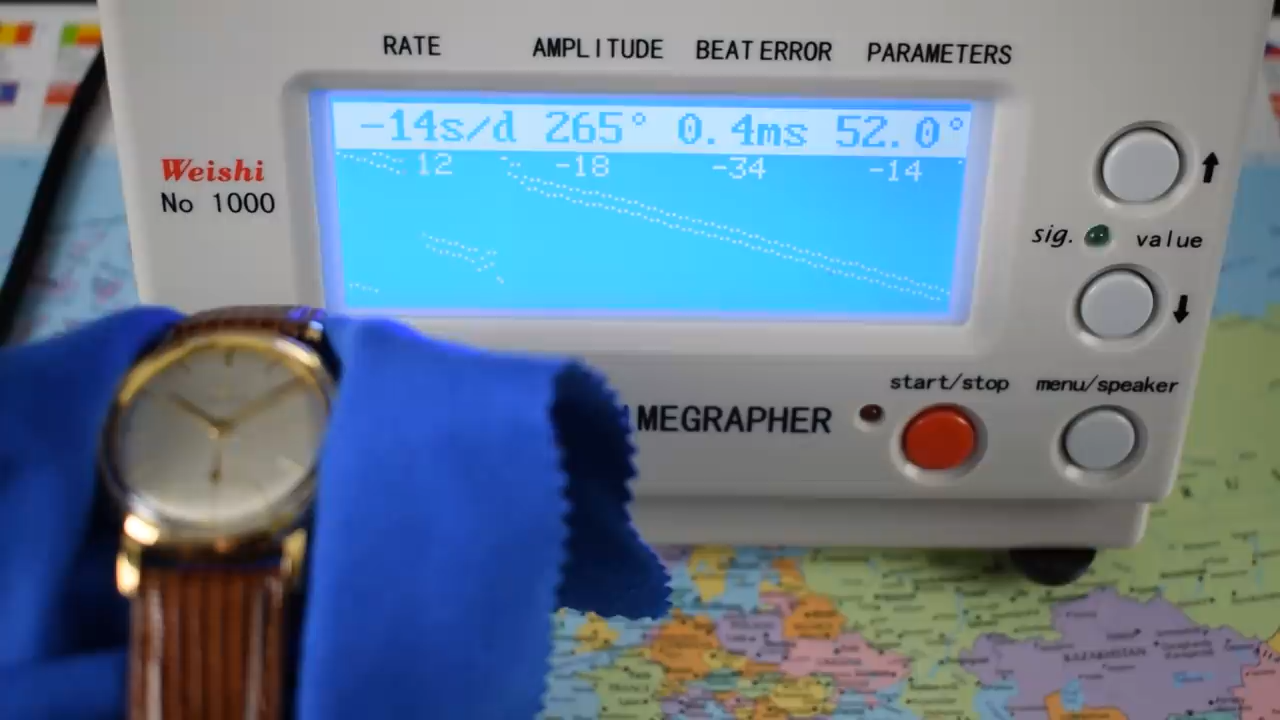 RATE AMPLITUDE BEAT ERROR PARAMETERS
-14s/d 265° 0.4ms 52.0°
12 -18 -34 -14
Weishi
No 1000
sig. value
start/stop menu/speaker
MEGRAPHER
KAZAKHSTAN